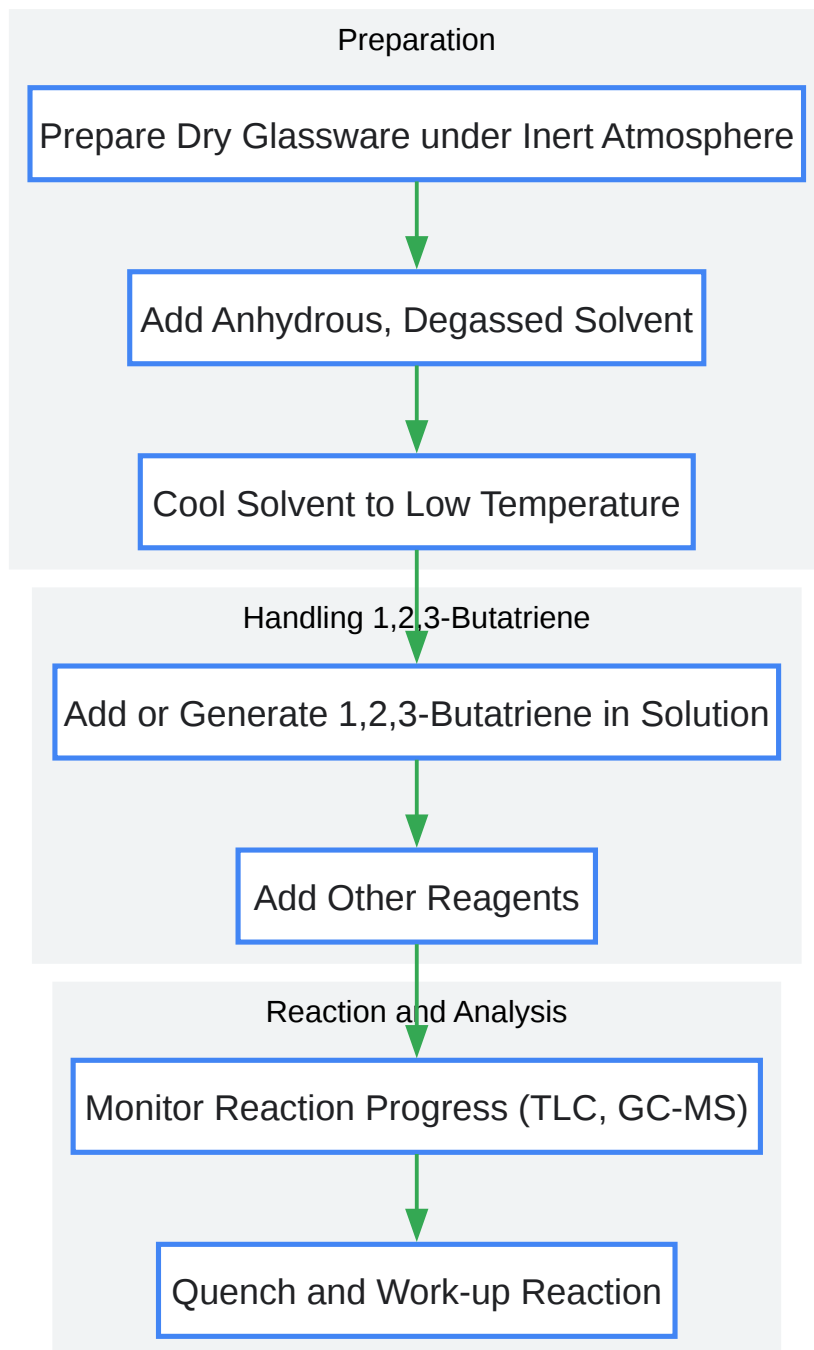 Preparation
Prepare Dry Glassware under Inert Atmosphere
Add Anhydrous, Degassed Solvent
Cool Solvent to Low Temperature
Handling 1,2,3-Butatriene
Add or Generate 1,2,3-Butatriene in Solution
Add Other Reagents
Reaction and Analysis
Monitor Reaction Progress (TLC, GC-MS)
Quench and Work-up Reaction